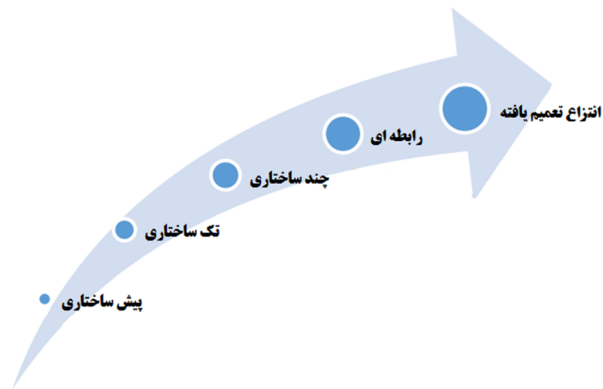 انتزاع تعمیم یافته
رابطه ای
چند ساختاری
تک ساختاری
پیش ساختاری